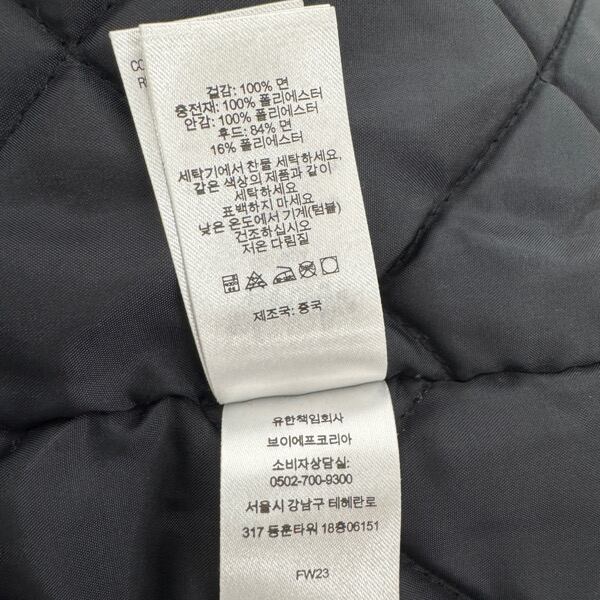 CO
R
겉감: 100% 면
충전재: 100% 폴리에스터
안감: 100% 폴리에스터
후드: 84% 면
16% 폴리에스터
세탁기에서 찬물 세탁하세요,
같은 색상의 제품과 같이
세탁하세요
표백하지 마세요
낮은 온도에서 기계(텀블)
건조하십시오
저온 다림질
제조국: 중국
유한책임회사
브이에프코리아
소비자상담실:
0502-700-9300
서울시 강남구 테헤란로
317 동훈타워 18층06151
FW23